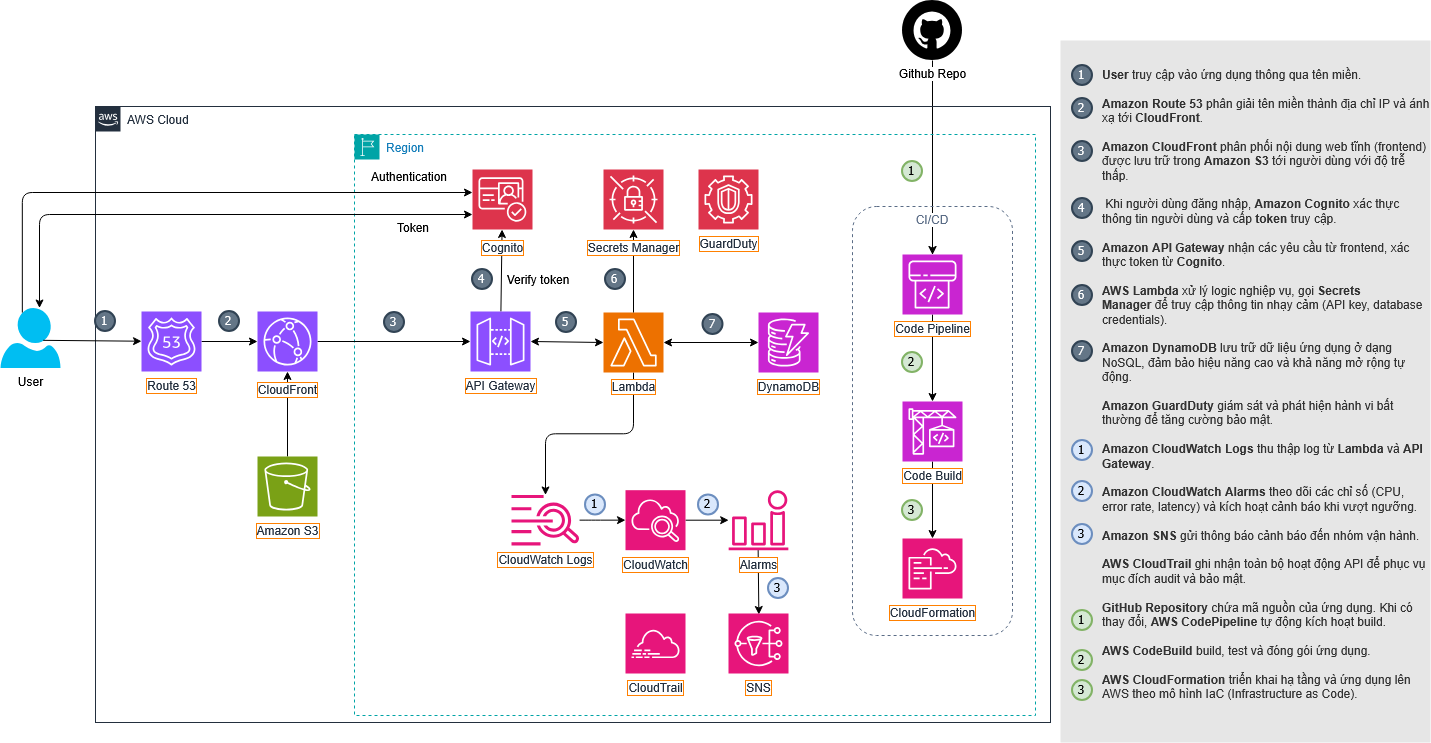 Github Repo
aws
AWS Cloud
Region
Authentication
Token
Cognito
Secrets Manager
GuardDuty
4
Verify token
6
1
CI/CD
Code Pipeline
1
2
3
5
7
53
User
Route 53
CloudFront
API Gateway
Lambda
DynamoDB
2
Code Build
Amazon S3
1
2
3
CloudWatch Logs
CloudWatch
Alarms
3
CloudFormation
CloudTrail
SNS
1 User truy cập vào ứng dụng thông qua tên miền.
2 Amazon Route 53 phân giải tên miền thành địa chỉ IP và ánh
xạ tới CloudFront.
3 Amazon CloudFront phân phối nội dung web tĩnh (frontend)
được lưu trữ trong Amazon S3 tới người dùng với độ trễ
thấp.
4 Khi người dùng đăng nhập, Amazon Cognito xác thực
thông tin người dùng và cấp token truy cập.
5 Amazon API Gateway nhận các yêu cầu từ frontend, xác
thực token từ Cognito.
6 AWS Lambda xử lý logic nghiệp vụ, gọi Secrets
Manager để truy cập thông tin nhạy cảm (API key, database
credentials).
7 Amazon DynamoDB lưu trữ dữ liệu ứng dụng ở dạng
NoSQL, đảm bảo hiệu năng cao và khả năng mở rộng tự
động.
Amazon GuardDuty giám sát và phát hiện hành vi bất
thường để tăng cường bảo mật.
1 Amazon CloudWatch Logs thu thập log từ Lambda và API
Gateway.
2 Amazon CloudWatch Alarms theo dõi các chỉ số (CPU,
error rate, latency) và kích hoạt cảnh báo khi vượt ngưỡng.
3 Amazon SNS gửi thông báo cảnh báo đến nhóm vận hành.
AWS CloudTrail ghi nhận toàn bộ hoạt động API để phục vụ
mục đích audit và bảo mật.
1 GitHub Repository chứa mã nguồn của ứng dụng. Khi có
thay đổi, AWS CodePipeline tự động kích hoạt build.
2 AWS CodeBuild build, test và đóng gói ứng dụng.
3 AWS CloudFormation triển khai hạ tầng và ứng dụng lên
AWS theo mô hình IaC (Infrastructure as Code).